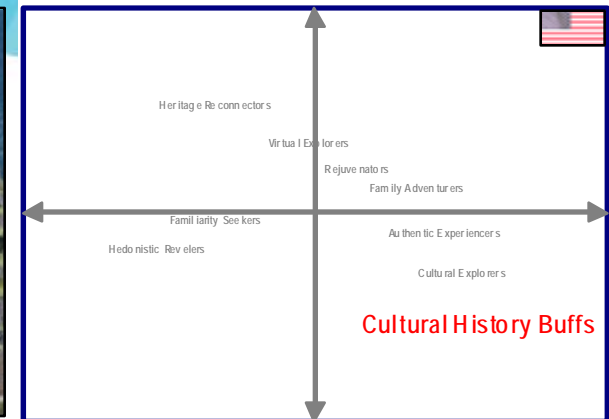 Heritage Reconnectors
Virtual Explorers
Rejuvenators
Family Adventurers
Familiarity Seekers
Authentic Experiencers
Hedonistic Revelers
Cultural Explorers
Cultural History Buffs